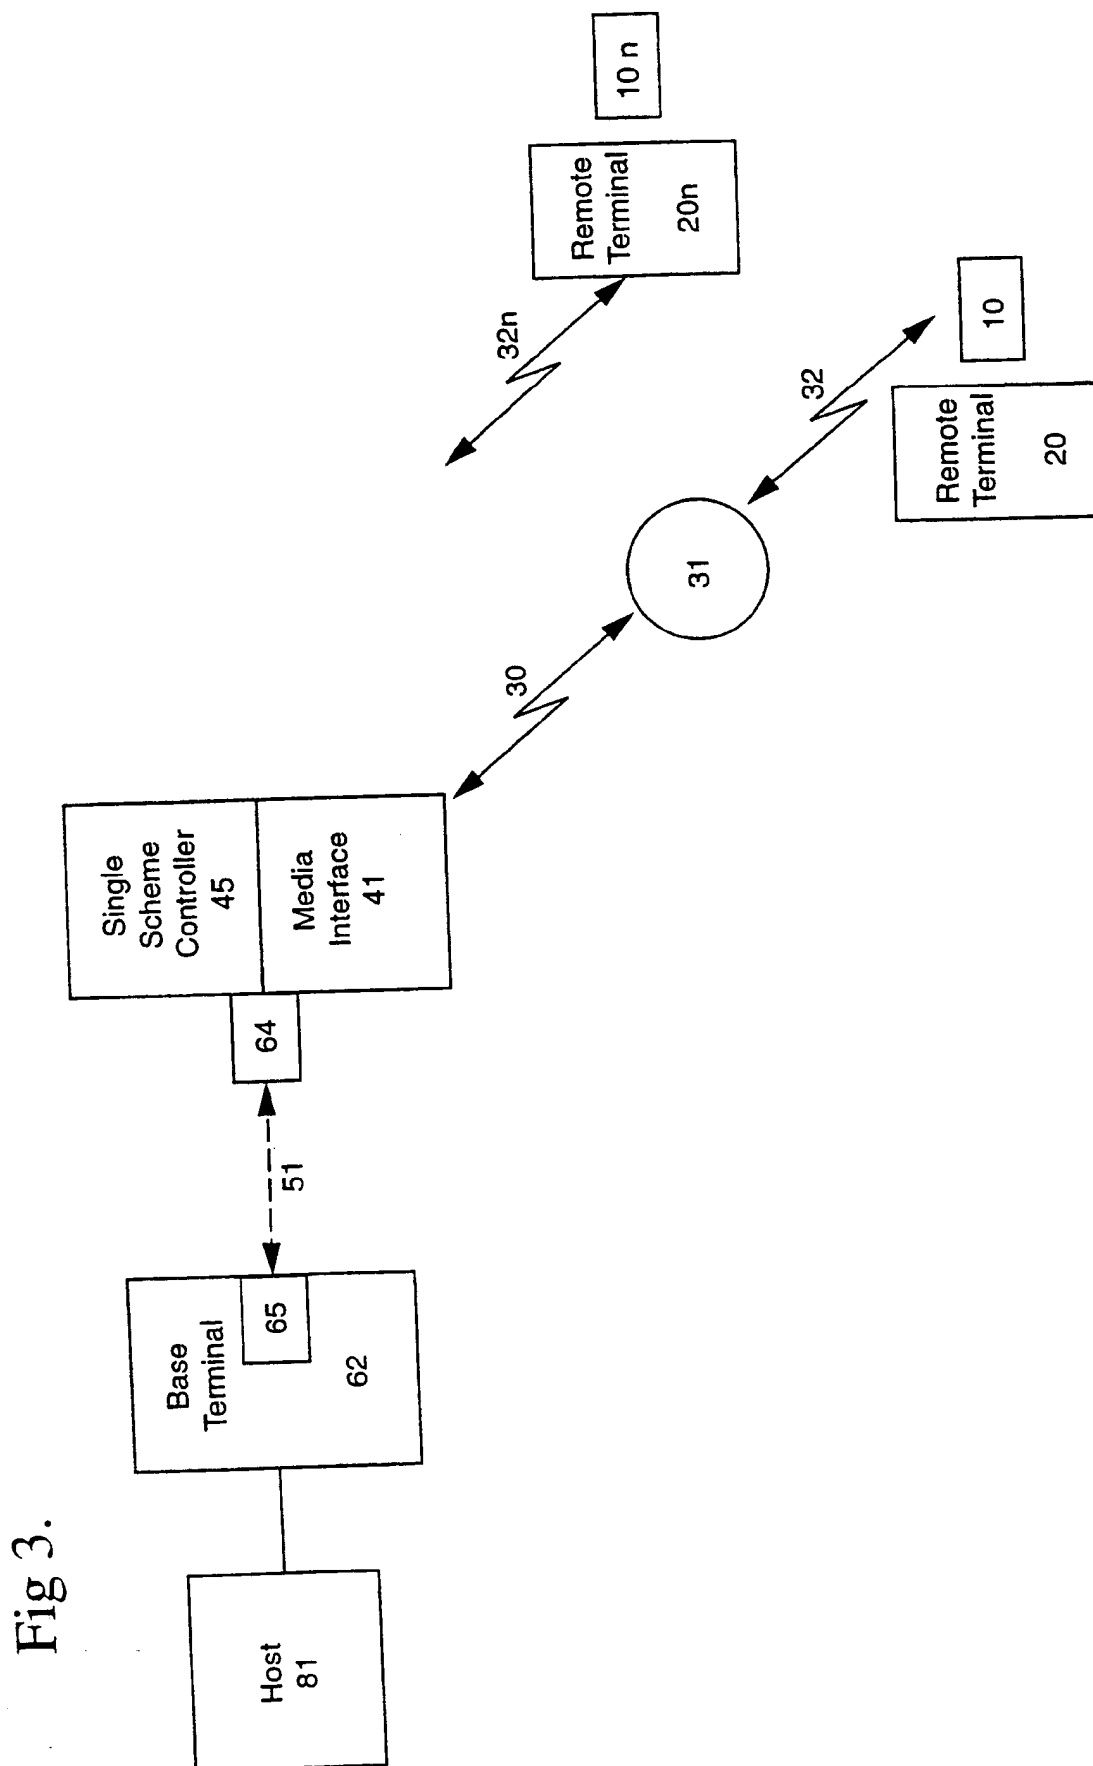 Fig 3.
Host
81
Base
Terminal
65
62
51
64
Single
Scheme
Controller
45
Media
Interface
41
30
31
32n
32
Remote
Terminal
20n
10 n
Remote
Terminal
20
10